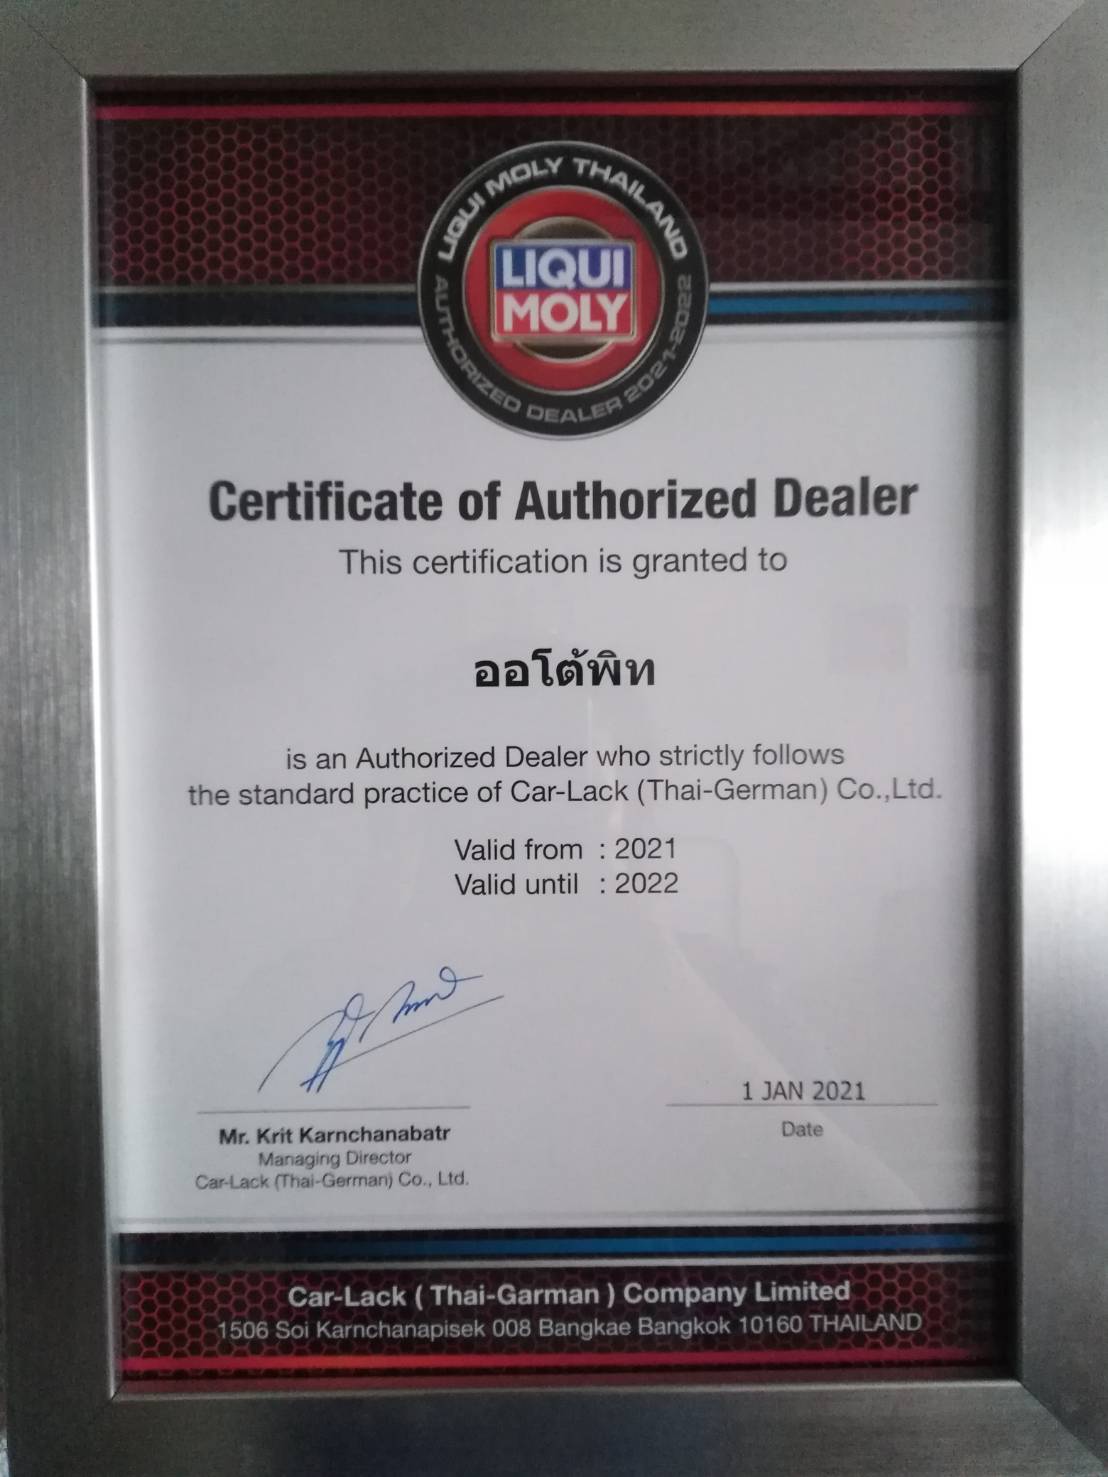 LIQUI MOLY THAILAND
LIQUI
MOLY
AUTHORIZED DEALER 2021-2022
Certificate of Authorized Dealer
This certification is granted to
ออโต้พิท
is an Authorized Dealer who strictly follows
the standard practice of Car-Lack (Thai-German) Co.,Ltd.
Valid from : 2021
Valid until : 2022
1 JAN 2021
Mr. Krit Karnchanabatr
Date
Managing Director
Car-Lack (Thai-German) Co., Ltd.
Car-Lack ( Thai-Garman ) Company Limited
1506 Soi Karnchanapisek 008 Bangkae Bangkok 10160 THAILAND